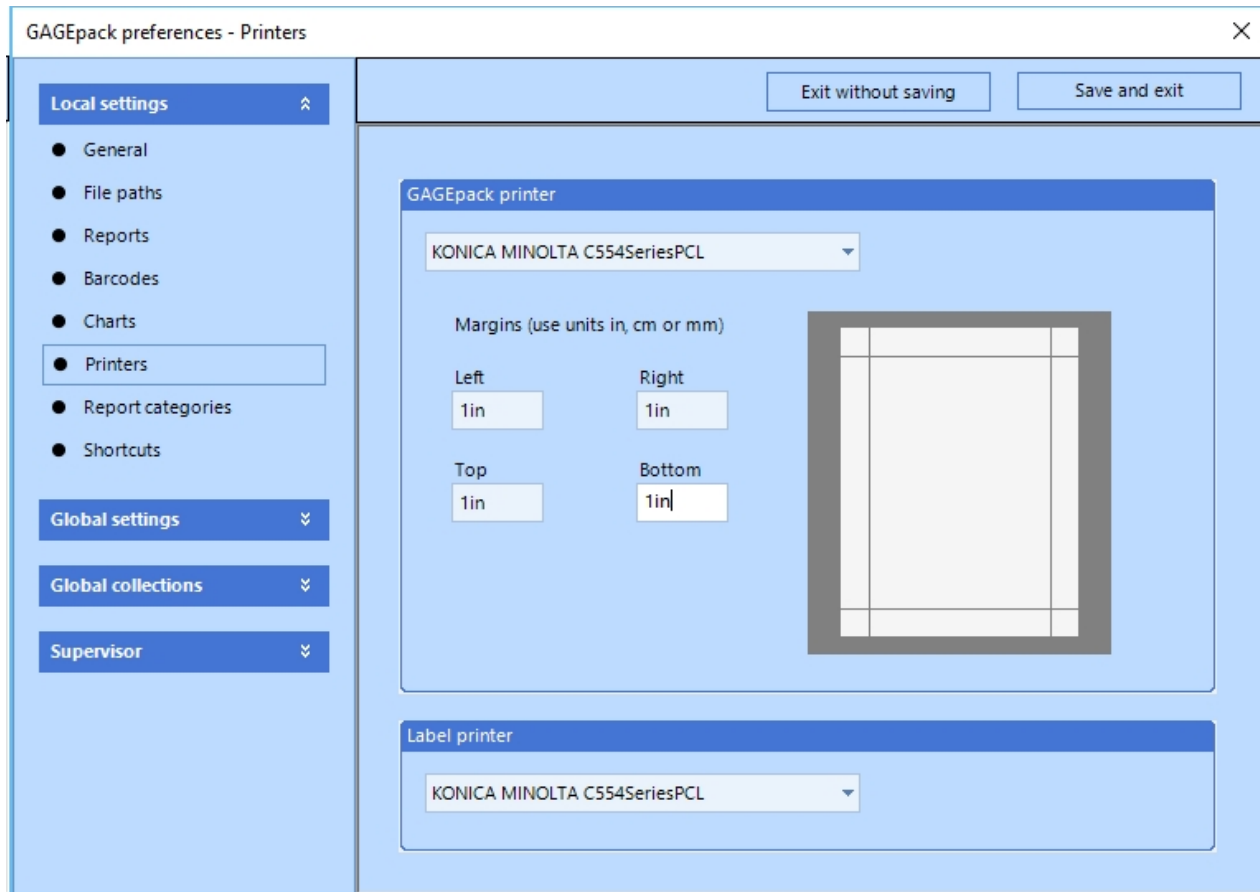 GAGEpack preferences - Printers
Exit without saving
Save and exit
Local settings
General
File paths
Reports
Barcodes
Charts
Printers
Report categories
Shortcuts
Global settings
Global collections
Supervisor
GAGEpack printer
KONICA MINOLTA C554SeriesPCL
Margins (use units in, cm or mm)
Left Right
1in 1in
Top Bottom
1in 1in
Label printer
KONICA MINOLTA C554SeriesPCL